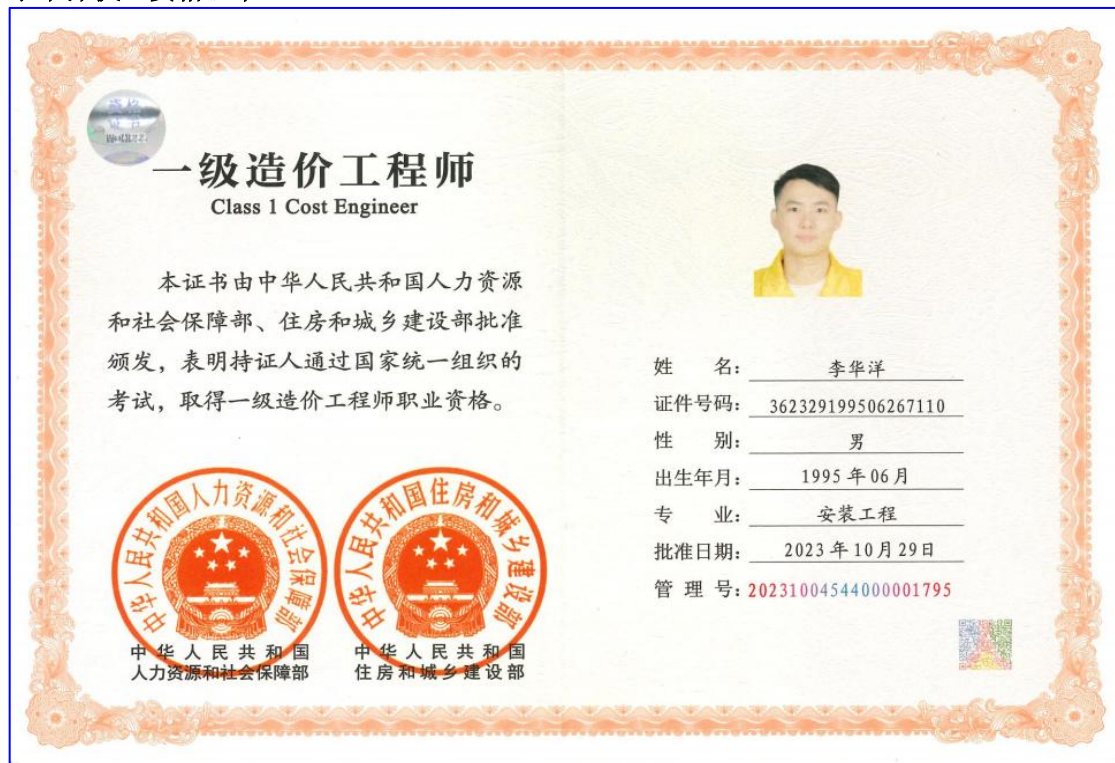 一级造价工程师
Class 1 Cost Engineer
本证书由中华人民共和国人力资源
和社会保障部、住房和城乡建设部批准
颁发，表明持证人通过国家统一组织的
考试，取得一级造价工程师职业资格。
中华人民共和国人力资源和社会保障部
中华人民共和国住房和城乡建设部
中华人民共和国
人力资源和社会保障部
中华人民共和国
住房和城乡建设部
姓 名：李华洋
证件号码：362329199506267110
性 别：男
出生年月：1995年06月
专 业：安装工程
批准日期：2023年10月29日
管 理 号：20231004544000001795